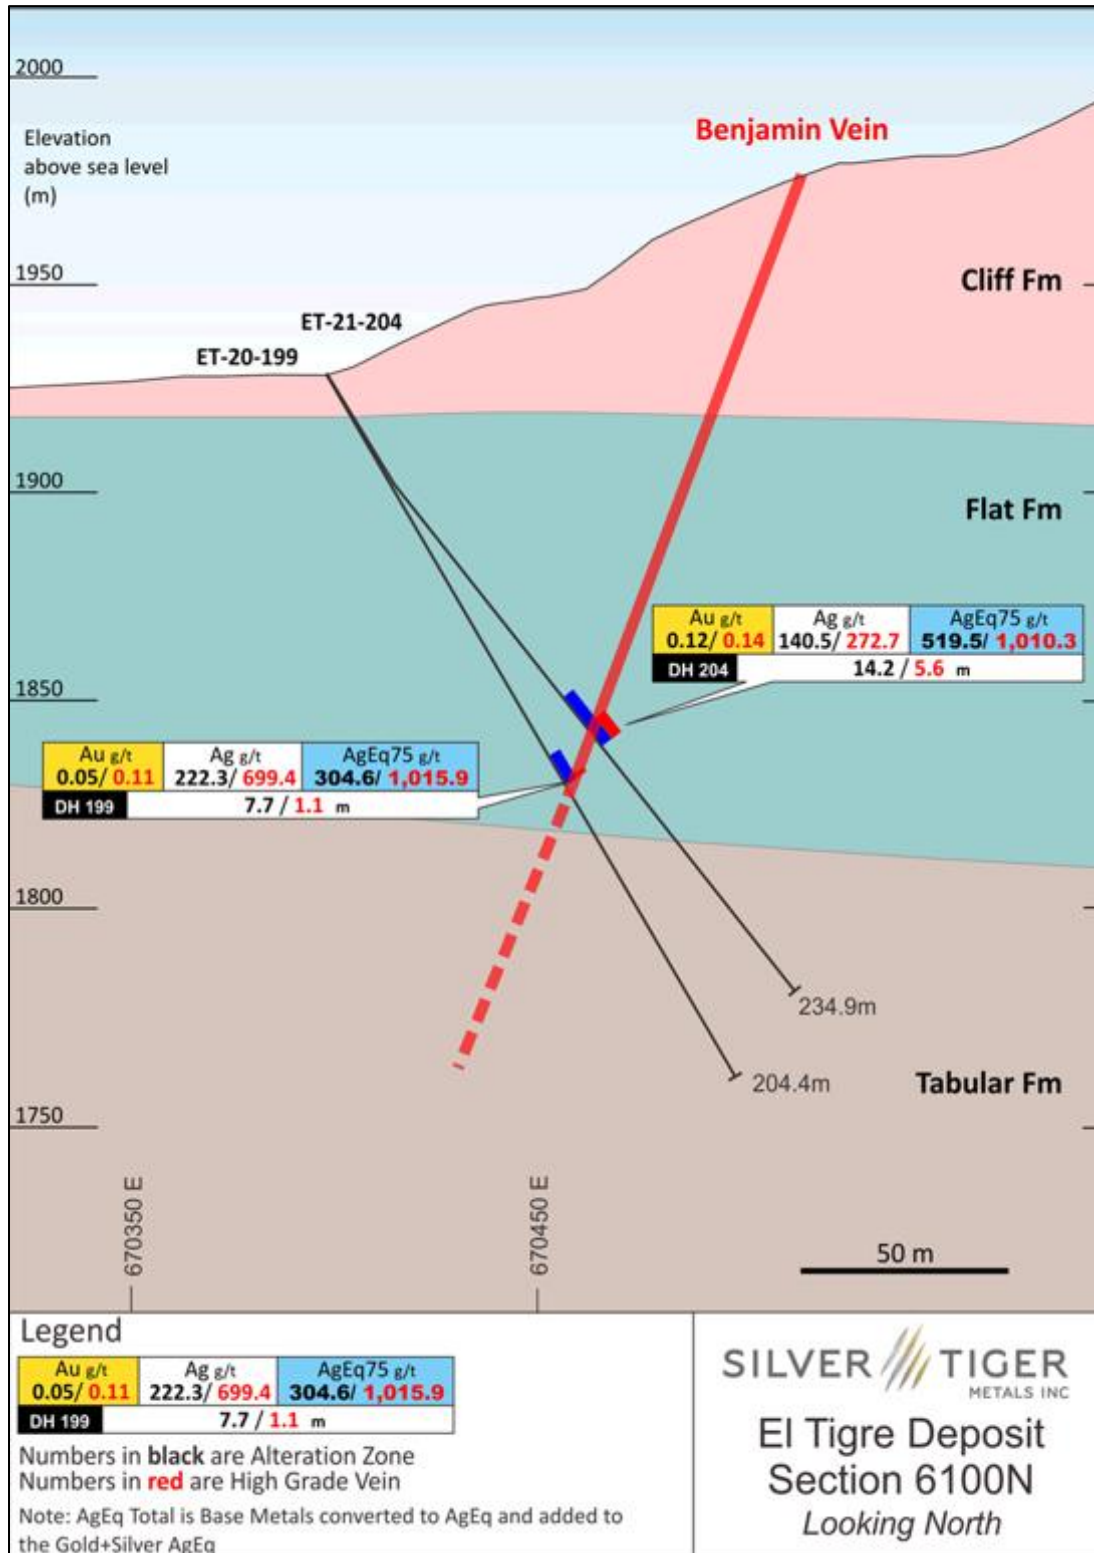 2000
Elevation
above sea level
(m)
Benjamin Vein
1950
Cliff Fm
ET-21-204
ET-20-199
1900
Flat Fm
Au g/t Ag g/t AgEq75 g/t
0.12/ 0.14 140.5/ 272.7 519.5/ 1,010.3
DH 204 14.2 / 5.6 m
1850
Au g/t Ag g/t AgEq75 g/t
0.05/ 0.11 222.3/ 699.4 304.6/ 1,015.9
DH 199 7.7 / 1.1 m
1800
234.9m
204.4m
Tabular Fm
1750
670350 E
670450 E
50 m
Legend
Au g/t Ag g/t AgEq75 g/t
0.05/ 0.11 222.3/ 699.4 304.6/ 1,015.9
DH 199 7.7 / 1.1 m
Numbers in black are Alteration Zone
Numbers in red are High Grade Vein
Note: AgEq Total is Base Metals converted to AgEq and added to
the Gold+Silver AgEq
SILVER TIGER
METALS INC
El Tigre Deposit
Section 6100N
Looking North